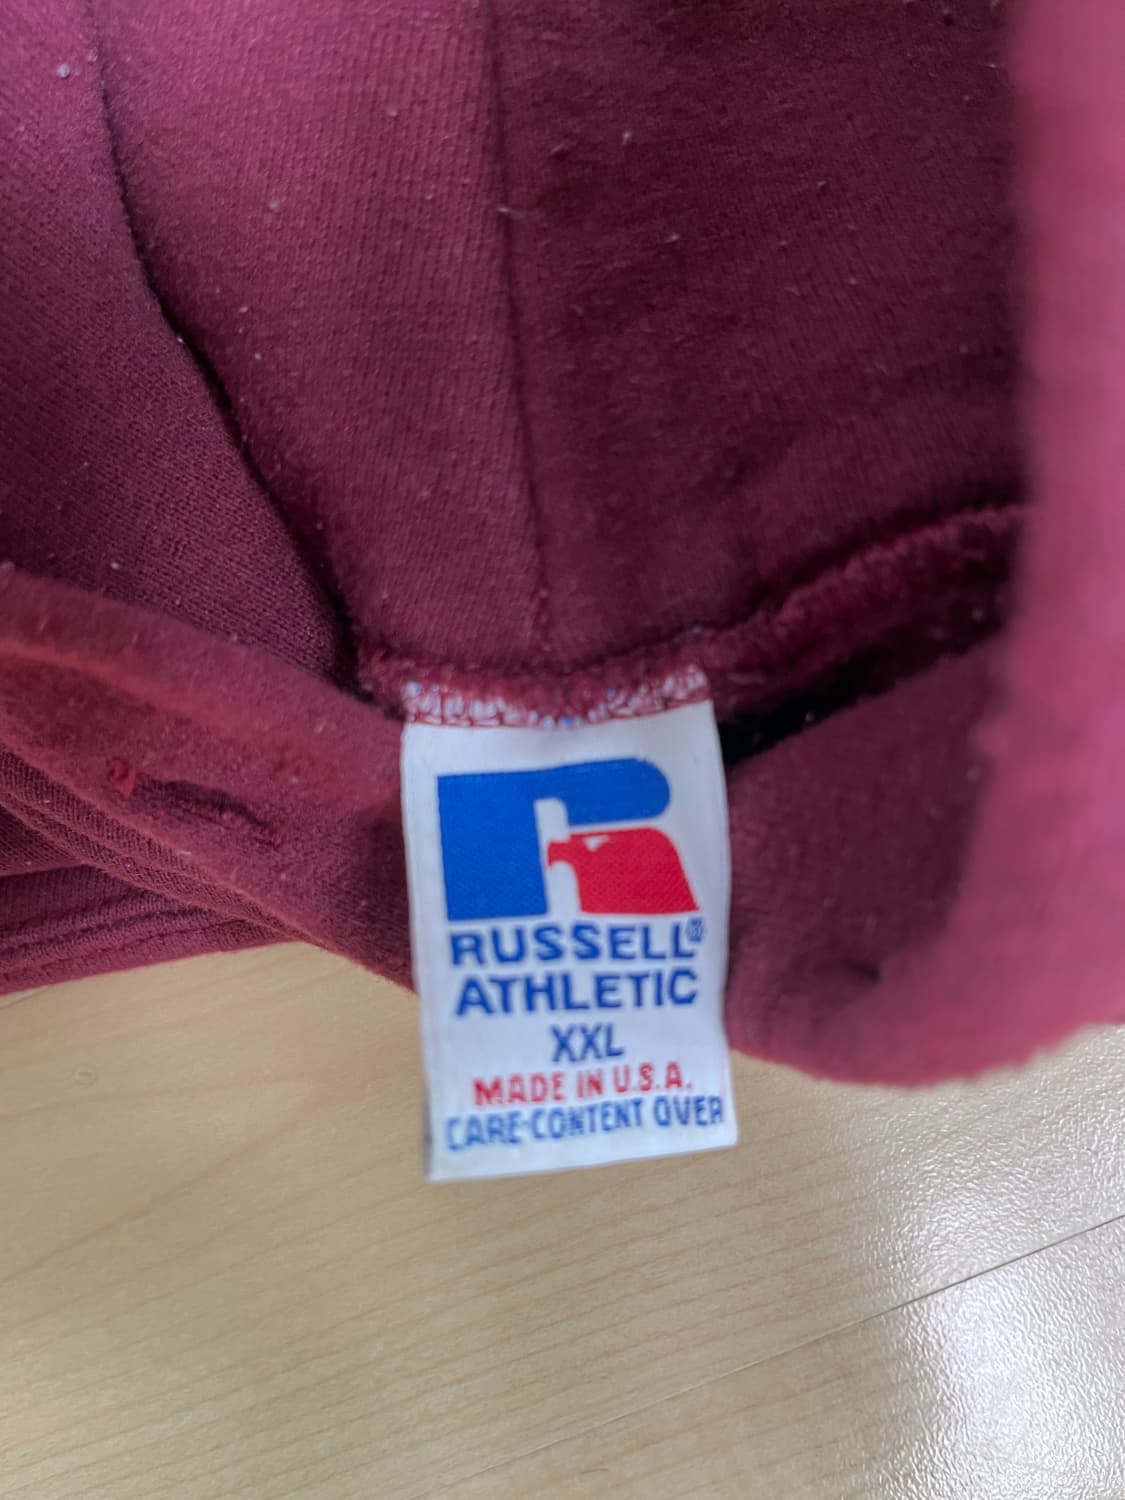 RUSSELL®
ATHLETIC
XXL
MADE IN U.S.A.
CARE·CONTENT OVER